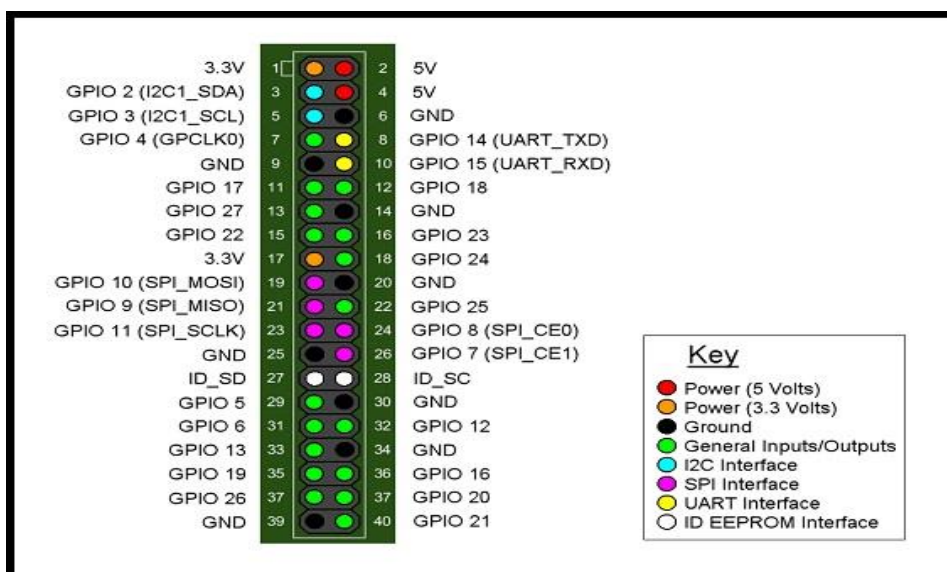 3.3V 1 2 5V
GPIO 2 (I2C1_SDA) 3 4 5V
GPIO 3 (I2C1_SCL) 5 6 GND
GPIO 4 (GPCLK0) 7 8 GPIO 14 (UART_TXD)
GND 9 10 GPIO 15 (UART_RXD)
GPIO 17 11 12 GPIO 18
GPIO 27 13 14 GND
GPIO 22 15 16 GPIO 23
3.3V 17 18 GPIO 24
GPIO 10 (SPI_MOSI) 19 20 GND
GPIO 9 (SPI_MISO) 21 22 GPIO 25
GPIO 11 (SPI_SCLK) 23 24 GPIO 8 (SPI_CE0)
GND 25 26 GPIO 7 (SPI_CE1)
ID_SD 27 28 ID_SC
GPIO 5 29 30 GND
GPIO 6 31 32 GPIO 12
GPIO 13 33 34 GND
GPIO 19 35 36 GPIO 16
GPIO 26 37 37 GPIO 20
GND 39 40 GPIO 21
Key
Power (5 Volts)
Power (3.3 Volts)
Ground
General Inputs/Outputs
I2C Interface
SPI Interface
UART Interface
ID EEPROM Interface